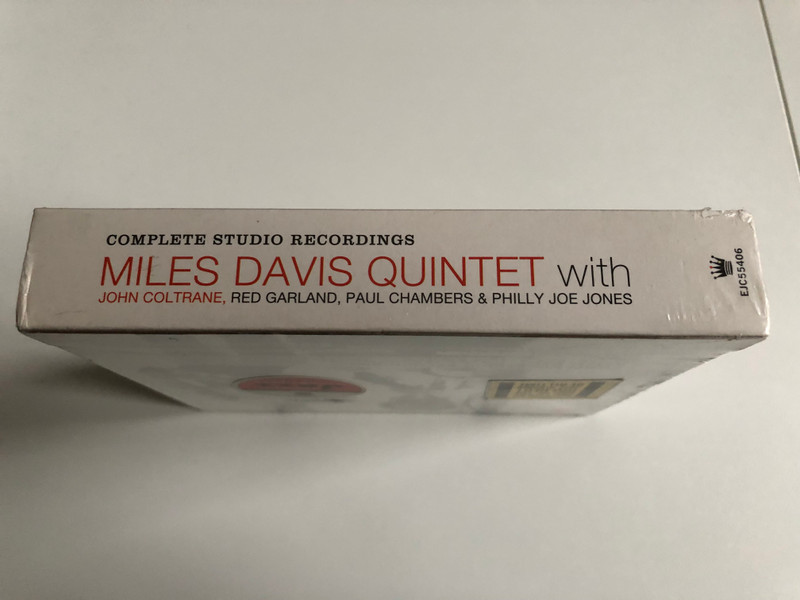 COMPLETE STUDIO RECORDINGS
MILES DAVIS QUINTET with
JOHN COLTRANE, RED GARLAND, PAUL CHAMBERS & PHILLY JOE JONES
EJC55406